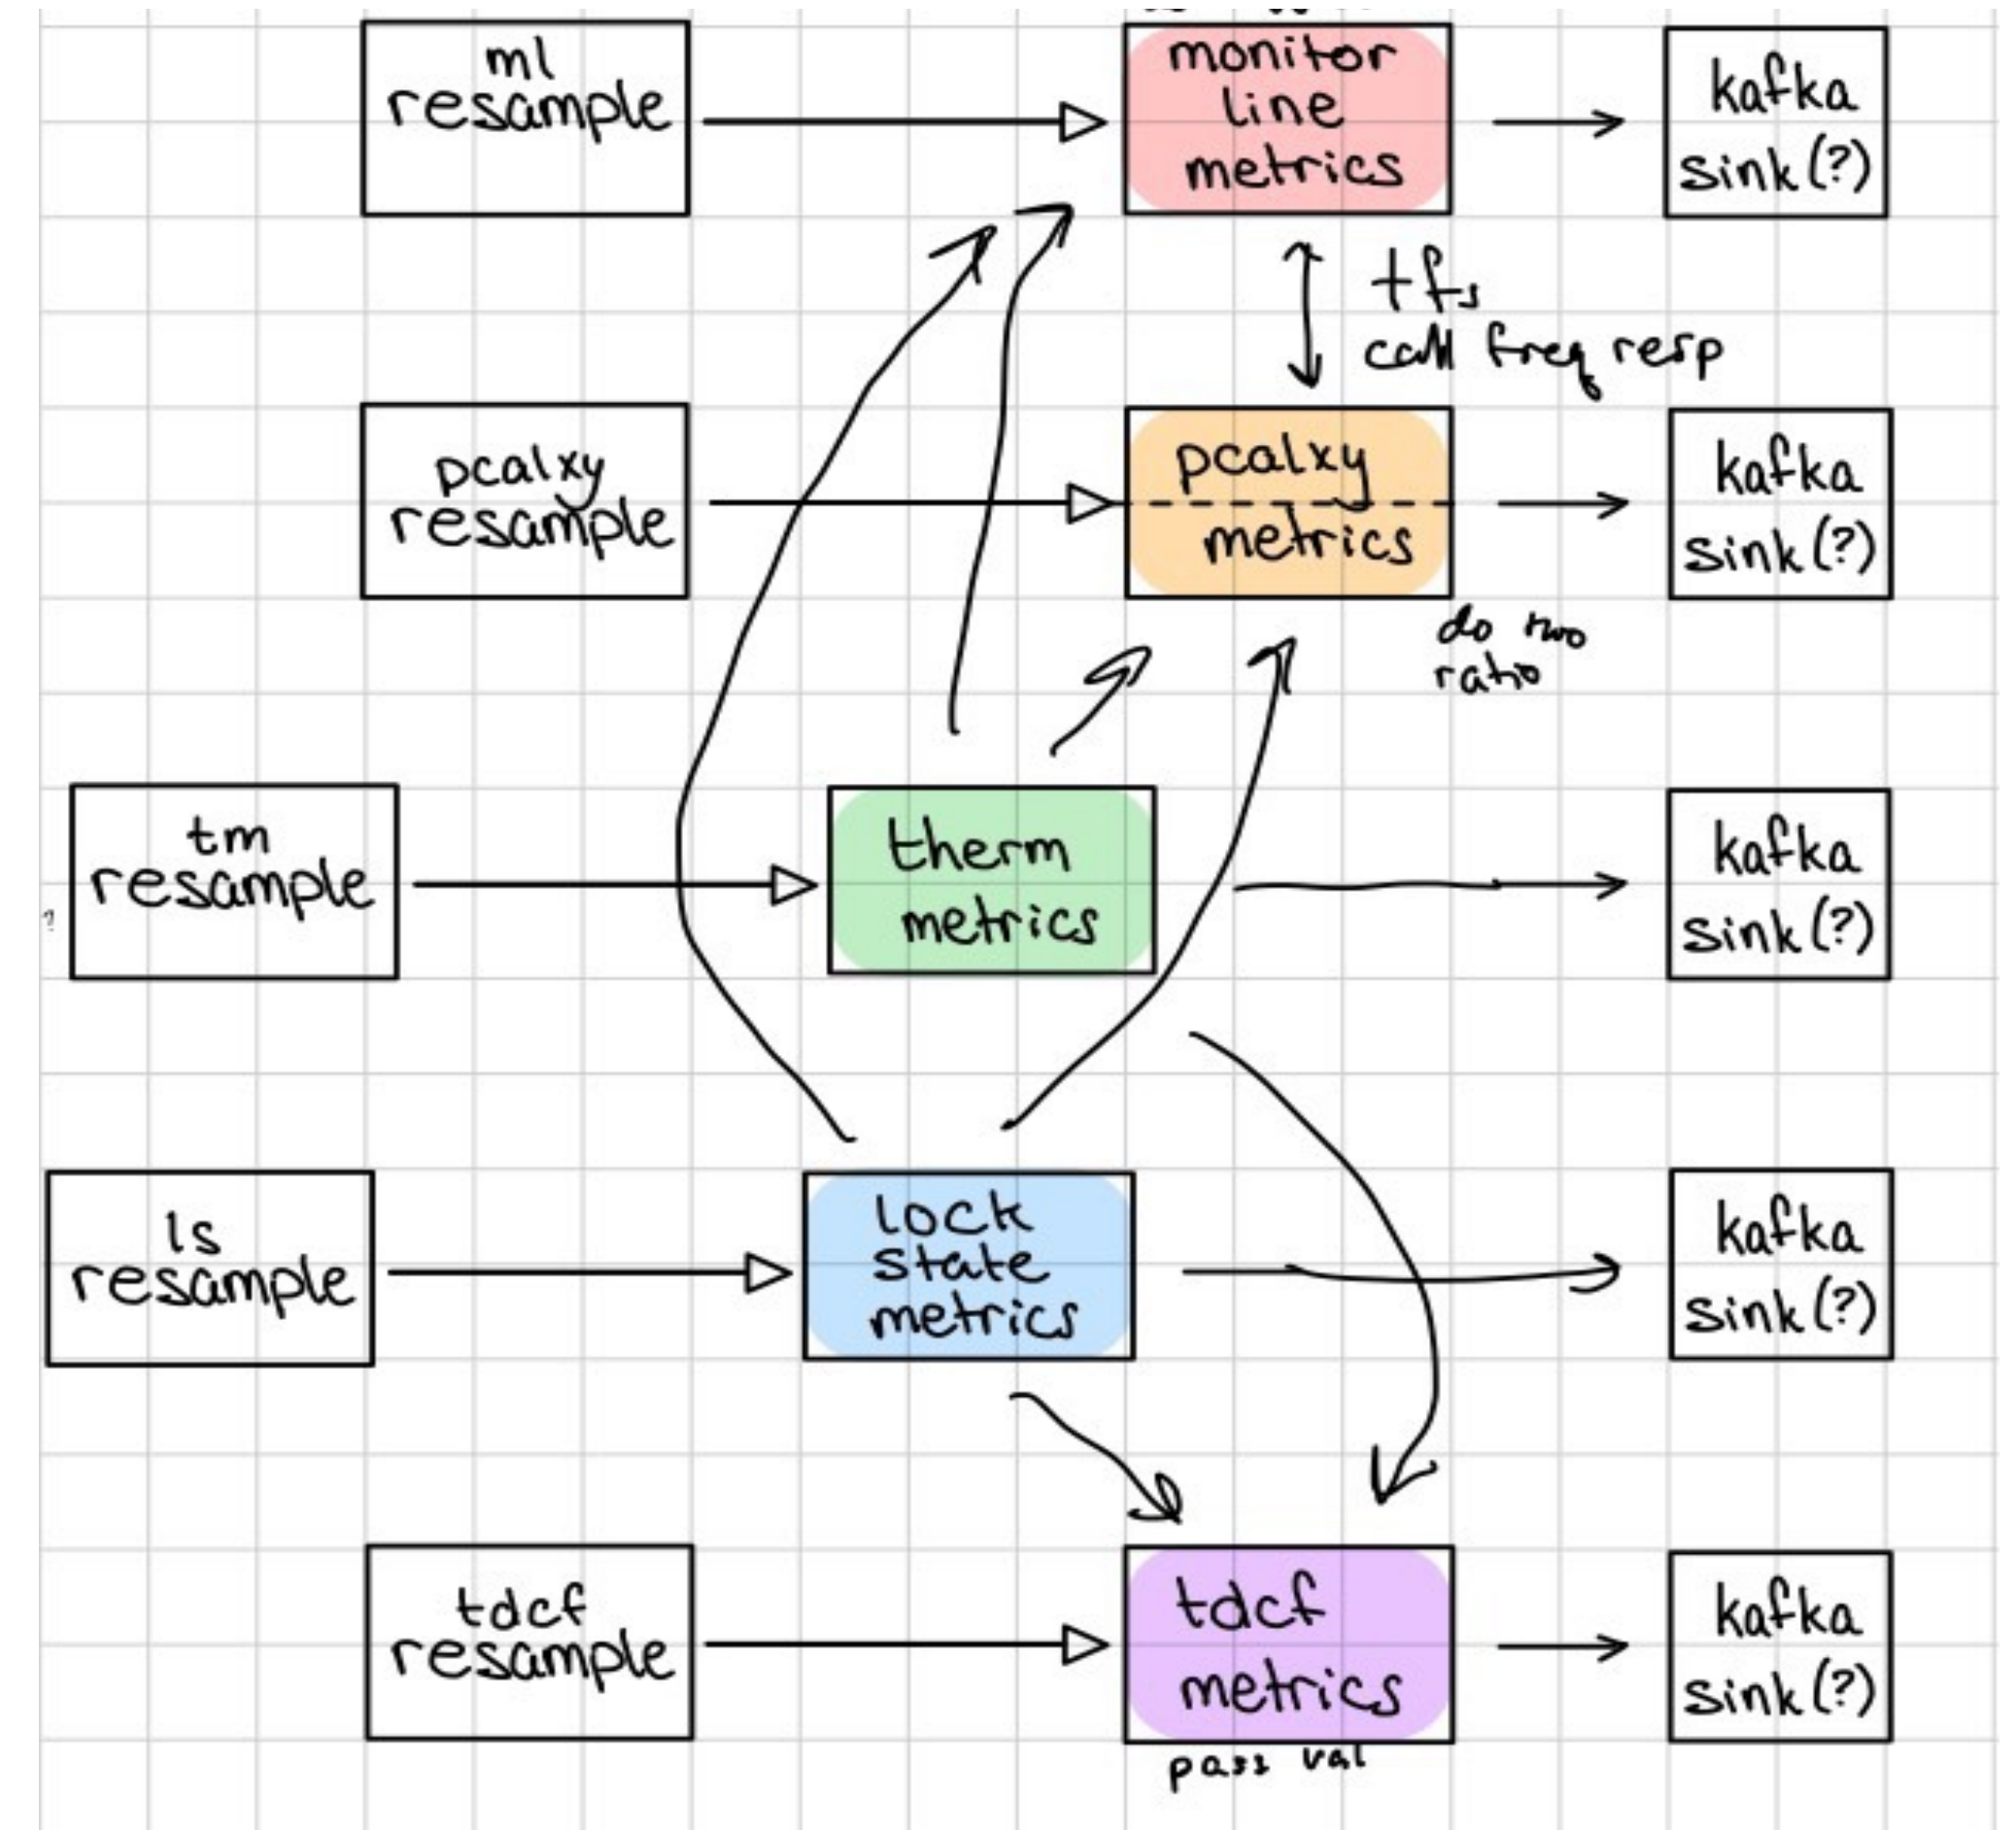 ml
resample
monitor
line
metrics
kafka
sink(?)
tfs
call freq resp
pcalxy
resample
pcalxy
metrics
kafka
sink(?)
do two
ratio
tm
resample
therm
metrics
kafka
sink(?)
?
ls
resample
lock
state
metrics
kafka
sink(?)
tdcf
resample
tdcf
metrics
kafka
sink(?)
pass val